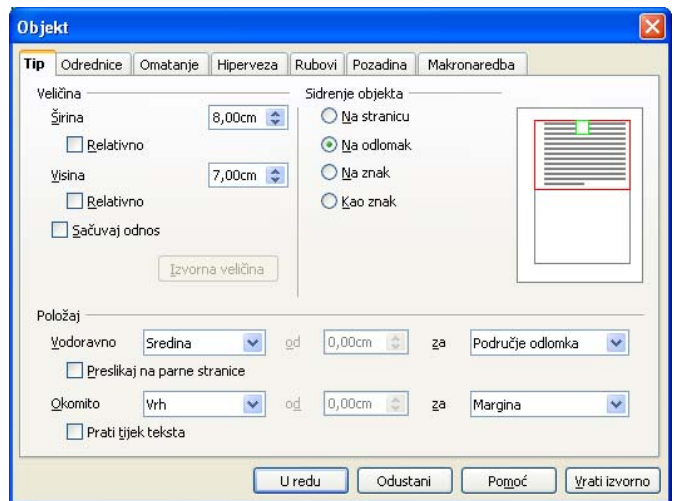 Objekt
Tip Odrednice Omatanje Hiperveza Rubovi Pozadina Makronaredba
Veličina
Širina 8,00cm
Relativno
Visina 7,00cm
Relativno
Sačuvaj odnos
Izvorna veličina
Sidrenje objekta
Na stranicu
Na odlomak
Na znak
Kao znak
Položaj
Vodoravno Sredina od 0,00cm za Područje odlomka
Preslikaj na parne stranice
Okomito Vrh od 0,00cm za Margina
Prati tijek teksta
U redu Odustani Pomoć Vrati izvorno